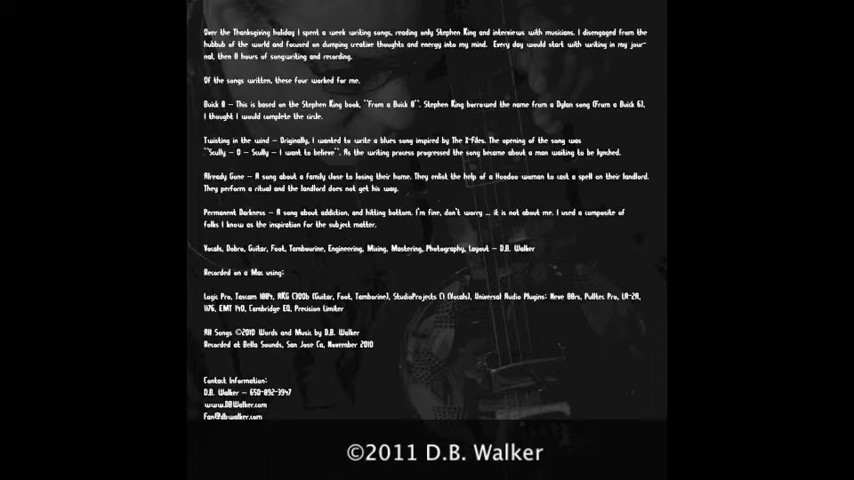 Over the Thanksgiving holiday I spent a week writing songs, reading only Stephen King and interviews with musicians. I disengaged from the
hubbub of the world and focused on dumping creative thoughts and energy into my mind. Every day would start with writing in my jour-
nal, then 8 hours of songwriting and recording.
Of the songs written, these four worked for me.
Buick 8 – This is based on the Stephen King book, ``From a Buick 8``. Stephen King borrowed the name from a Dylan song (From a Buick 6),
I thought I would complete the circle.
Twisting in the wind – Originally, I wanted to write a blues song inspired by The X-Files. The opening of the song was
``Scully – O – Scully – I want to believe``. As the writing process progressed the song became about a man waiting to be lynched.
Already Gone – A song about a family close to losing their home. They enlist the help of a Hoodoo woman to cast a spell on their landlord.
They perform a ritual and the landlord does not get his way.
Permanent Darkness – A song about addiction, and hitting bottom. I'm fine, don't worry ... it is not about me. I used a composite of
folks I know as the inspiration for the subject matter.
Vocals, Dobro, Guitar, Foot, Tambourine, Engineering, Mixing, Mastering, Photography, Layout – D.B. Walker
Recorded on a Mac using:
Logic Pro, Tascam 1884, AKG C300b (Guitar, Foot, Tamborine), StudioProjects C1 (Vocals), Universal Audio Plugins: Neve 88rs, Pulltec Pro, LA-2A,
1176, EMT 140, Cambridge EQ, Precision Limiter
All Songs ©2010 Words and Music by D.B. Walker
Recorded at Bella Sounds, San Jose Ca, November 2010
Contact Information:
D.B. Walker – 650-892-3947
www.DBWalker.com
Fan@dbwalker.com
©2011 D.B. Walker